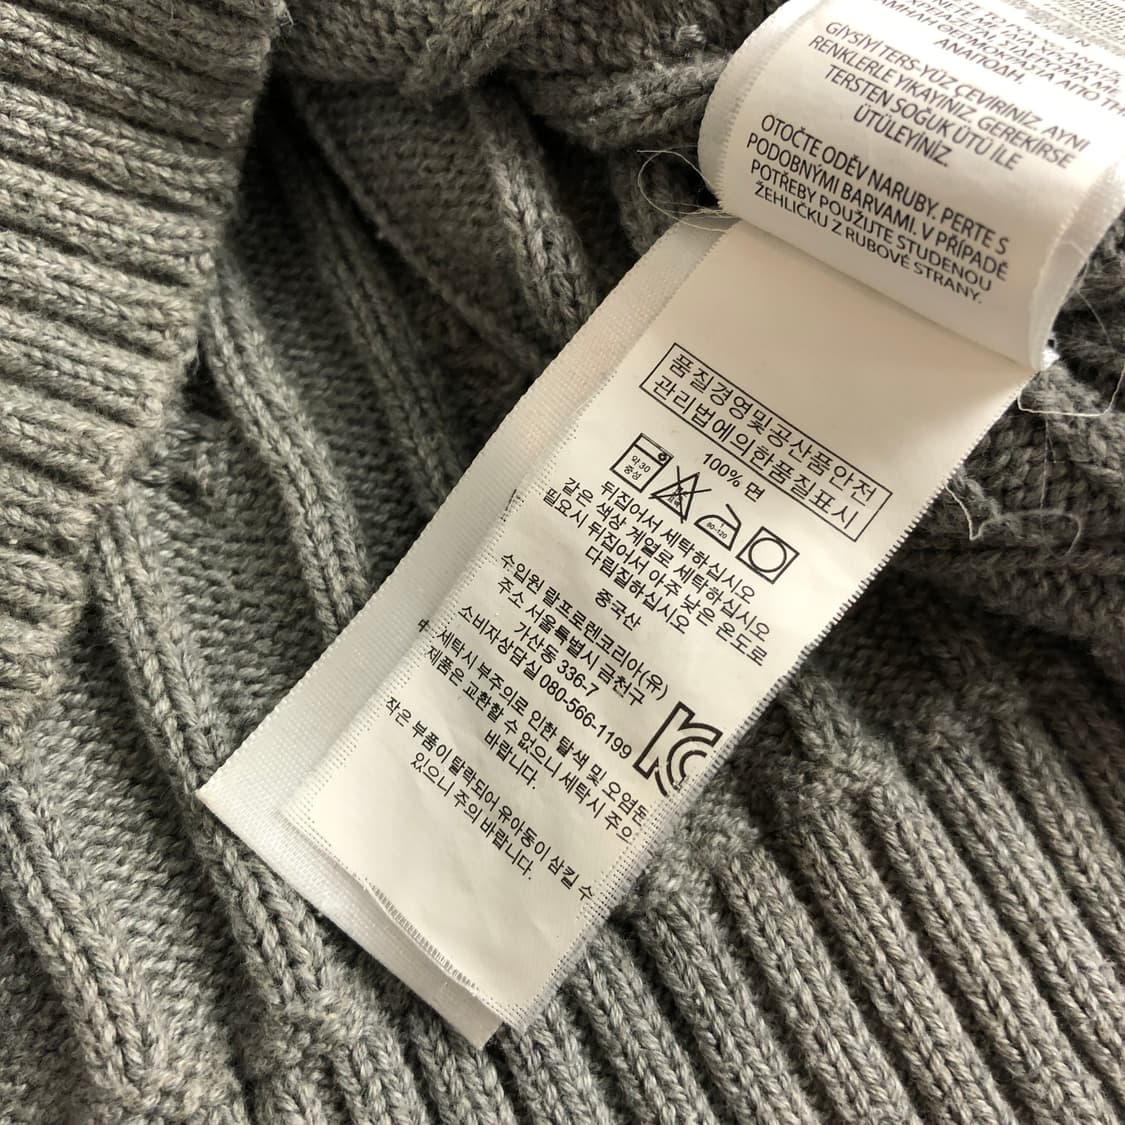 ΑΝΑΠΟΔΗ.
GİYSİYİ TERS-YÜZ ÇEVİRİNİZ. AYNI
RENKLERLE YIKAYINIZ. GEREKİRSE
TERSTEN SOĞUK ÜTÜ İLE
ÜTÜLEYİNİZ.
OTOČTE ODĚV NARUBY. PERTE S
PODOBNÝMI BARVAMI. V PŘÍPADĚ
POTŘEBY POUŽIJTE STUDENOU
ŽEHLIČKU Z RUBOVÉ STRANY.
품질경영및공산품안전
관리법에의한품질표시
100% 면
약30
중성
80-120
뒤집어서 세탁하십시오
같은 색상 계열로 세탁하십시오
필요시 뒤집어서 아주 낮은 온도로
다림질하십시오
중국산
수입원 랄프로렌코리아(유)
주소 서울특별시 금천구
가산동 336-7
소비자상담실 080-566-1199
세탁시 부주의로 인한 탈색 및 오염된
제품은 교환할 수 없으니 세탁시 주의
바랍니다.
작은 부품이 탈락되어 유아동이 삼킬 수
있으니 주의 바랍니다.